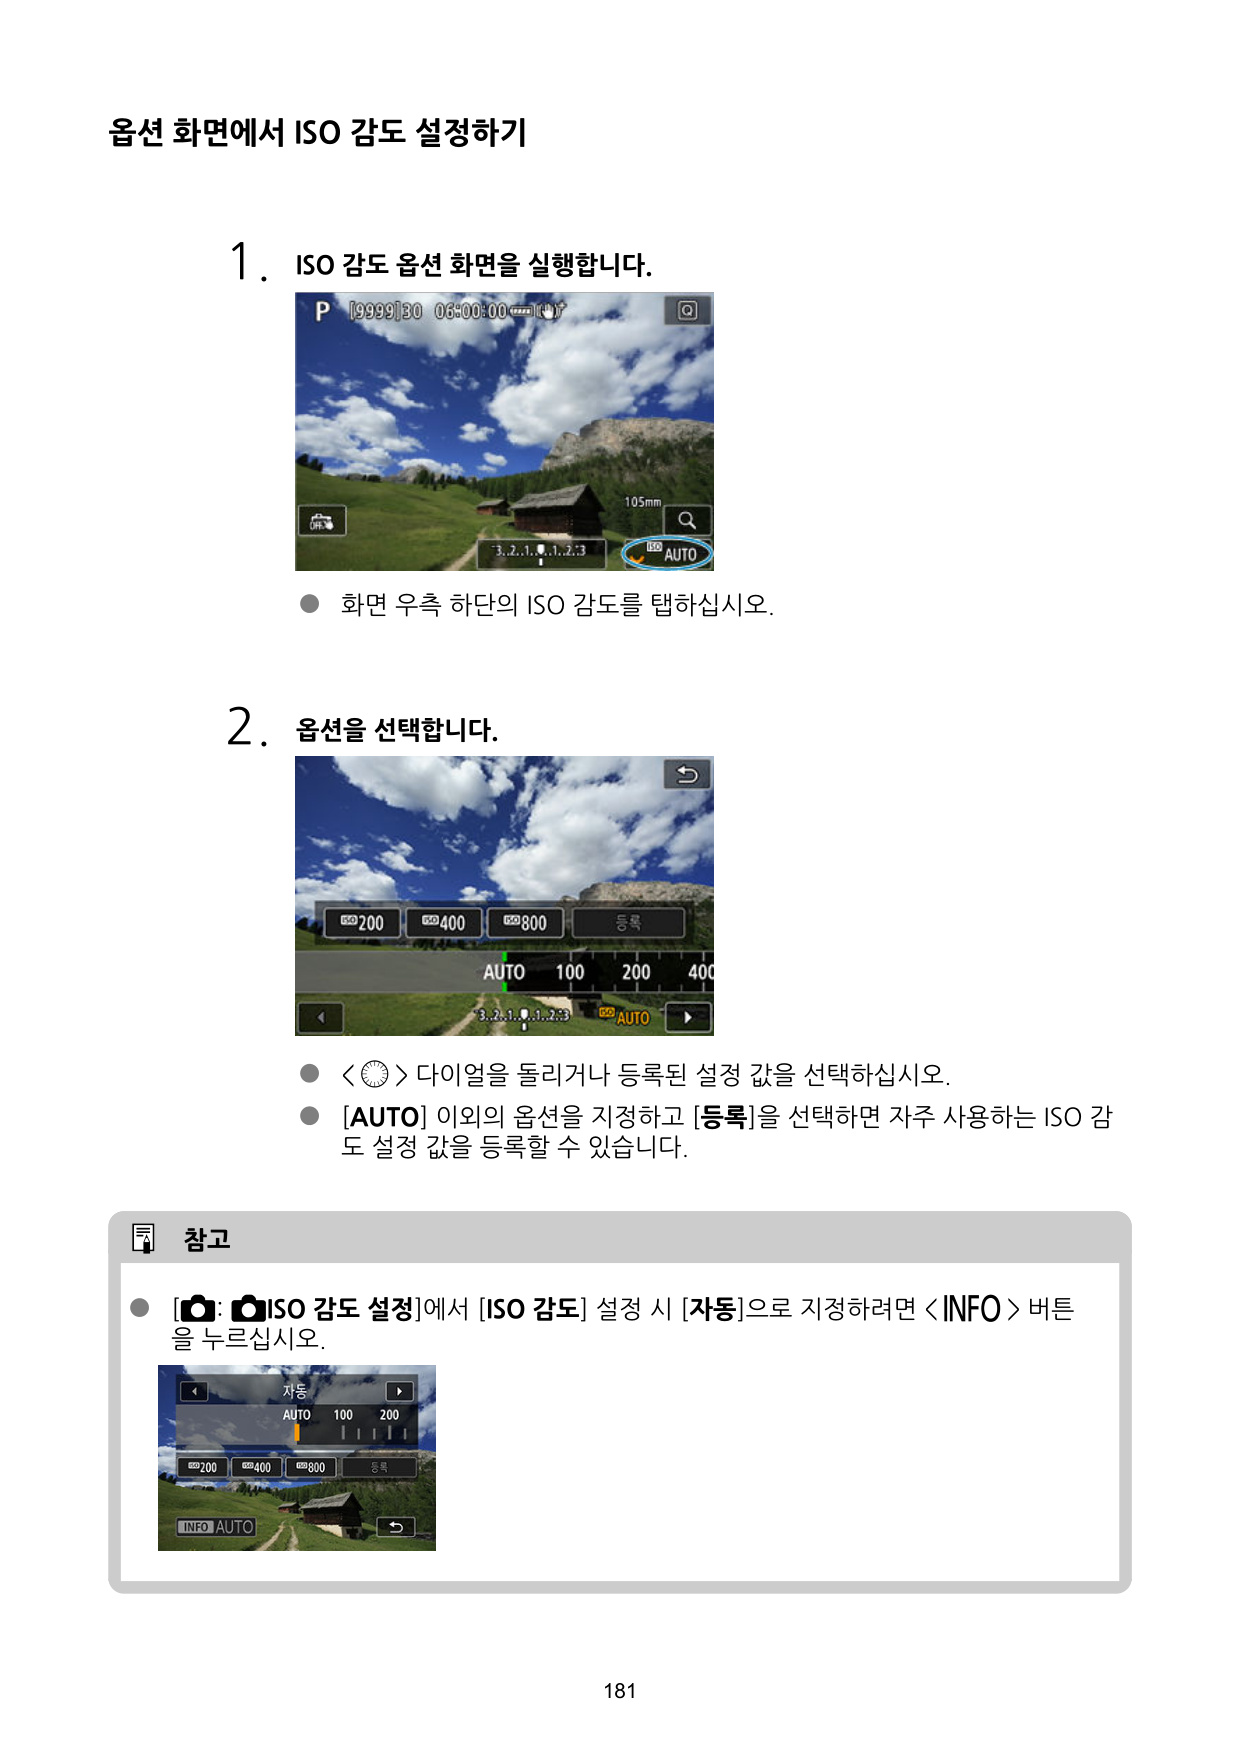 옵션 화면에서 ISO 감도 설정하기
1. ISO 감도 옵션 화면을 실행합니다.
P [9999]30 06:00:00
Q
105mm
OFF
-3..2..1..0..1..2..+3
ISO AUTO
● 화면 우측 하단의 ISO 감도를 탭하십시오.
2. 옵션을 선택합니다.
ISO 200 ISO 400 ISO 800 등록
AUTO 100 200 400
-3..2..1..0..1..2..+3 ISO AUTO
● < > 다이얼을 돌리거나 등록된 설정 값을 선택하십시오.
● [AUTO] 이외의 옵션을 지정하고 [등록]을 선택하면 자주 사용하는 ISO 감
도 설정 값을 등록할 수 있습니다.
참고
● [ : ISO 감도 설정]에서 [ISO 감도] 설정 시 [자동]으로 지정하려면 < INFO > 버튼
을 누르십시오.
자동
AUTO 100 200
ISO 200 ISO 400 ISO 800 등록
INFO AUTO
181